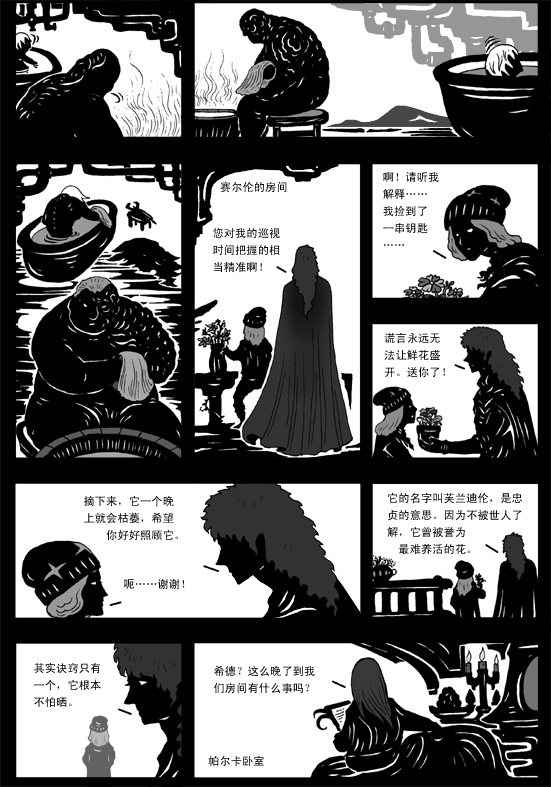 赛尔伦的房间
您对我的巡视
时间把握的相
当精准啊！
啊！请听我
解释……
我捡到了
一串钥匙
……
谎言永远无
法让鲜花盛
开。送你了！
摘下来，它一个晚
上就会枯萎，希望
你好好照顾它。
呃……谢谢！
它的名字叫芙兰迪伦，是忠
贞的意思。因为不被世人了
解，它曾被誉为
最难养活的花。
其实诀窍只有
一个，它根本
不怕晒。
希德？这么晚了到我
们房间有什么事吗？
帕尔卡卧室